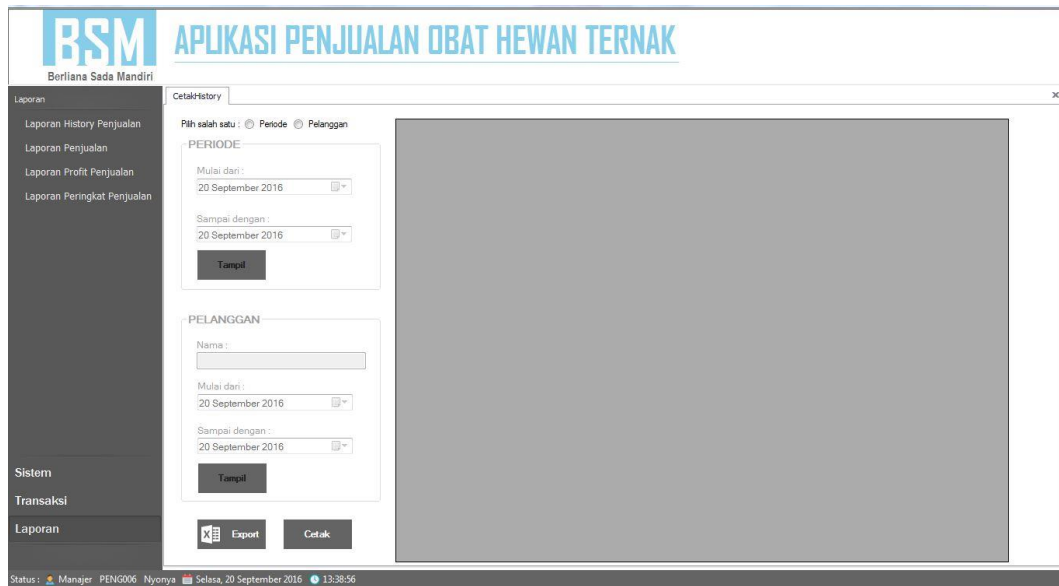 BSM
Berliana Sada Mandiri
APLIKASI PENJUALAN OBAT HEWAN TERNAK
Laporan
Laporan History Penjualan
Laporan Penjualan
Laporan Profit Penjualan
Laporan Peringkat Penjualan
Sistem
Transaksi
Laporan
CetakHistory
Pilih salah satu : Periode Pelanggan
PERIODE
Mulai dari :
20 September 2016
Sampai dengan :
20 September 2016
Tampil
PELANGGAN
Nama :
Mulai dari :
20 September 2016
Sampai dengan :
20 September 2016
Tampil
Export Cetak
Status : Manajer PENG006 Nyonya Selasa, 20 September 2016 13:38:56